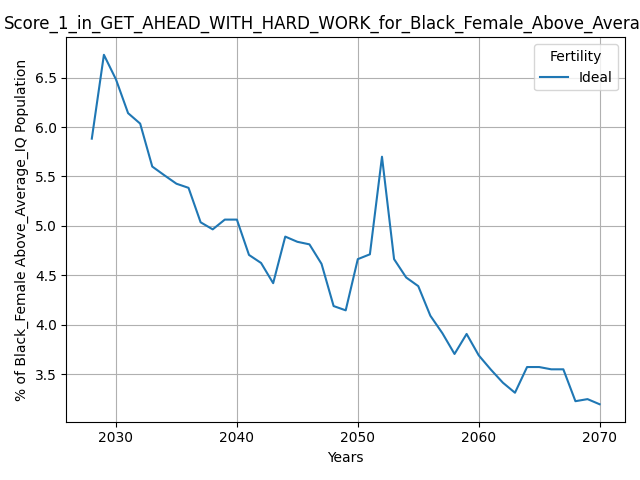 Score_1_in_GET_AHEAD_WITH_HARD_WORK_for_Black_Female_Above_Avera
Fertility
Ideal
% of Black_Female Above_Average_IQ Population
6.5
6.0
5.5
5.0
4.5
4.0
3.5
2030 2040 2050 2060 2070
Years